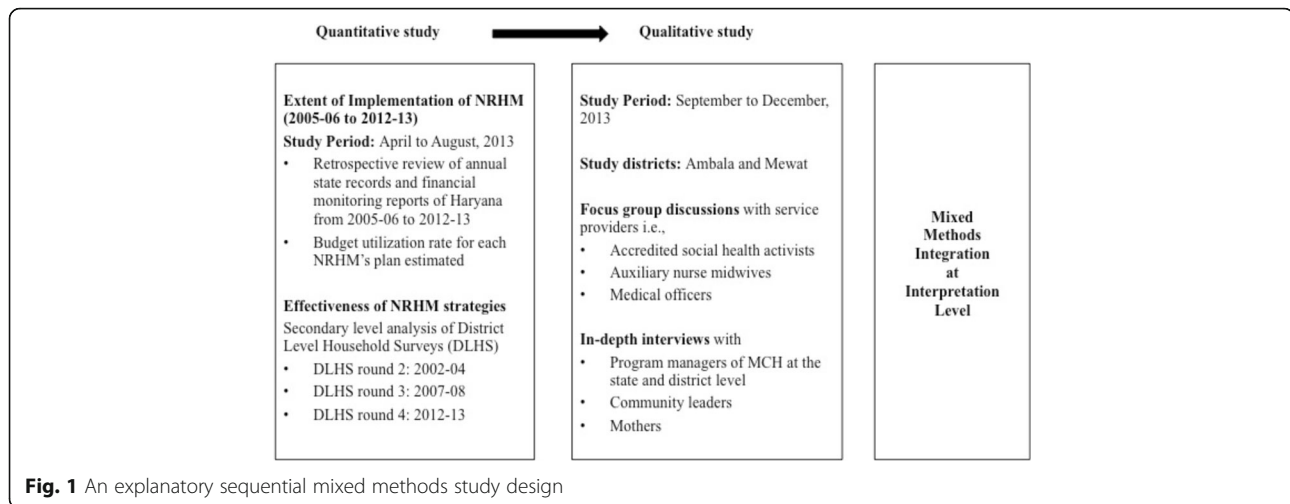 Quantitative study
Qualitative study
Extent of Implementation of NRHM
(2005-06 to 2012-13)
Study Period: April to August, 2013
• Retrospective review of annual
state records and financial
monitoring reports of Haryana
from 2005-06 to 2012-13
• Budget utilization rate for each
NRHM's plan estimated
Effectiveness of NRHM strategies
Secondary level analysis of District
Level Household Surveys (DLHS)
• DLHS round 2: 2002-04
• DLHS round 3: 2007-08
• DLHS round 4: 2012-13
Study Period: September to December,
2013
Study districts: Ambala and Mewat
Focus group discussions with service
providers i.e.,
• Accredited social health activists
• Auxiliary nurse midwives
• Medical officers
In-depth interviews with
• Program managers of MCH at the
state and district level
• Community leaders
• Mothers
Mixed
Methods
Integration
at
Interpretation
Level
Fig. 1 An explanatory sequential mixed methods study design